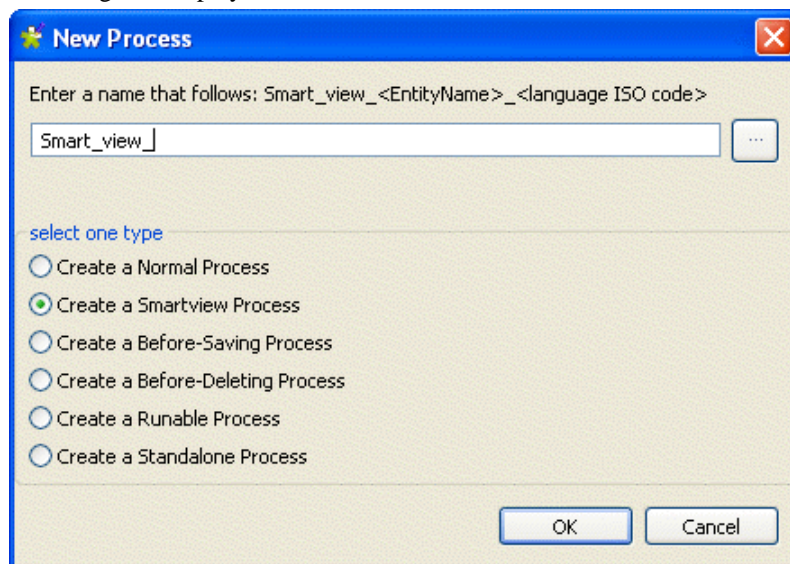 New Process
Enter a name that follows: Smart_view_<EntityName>_<language ISO code>
Smart_view_
...
select one type
Create a Normal Process
Create a Smartview Process
Create a Before-Saving Process
Create a Before-Deleting Process
Create a Runable Process
Create a Standalone Process
OK Cancel